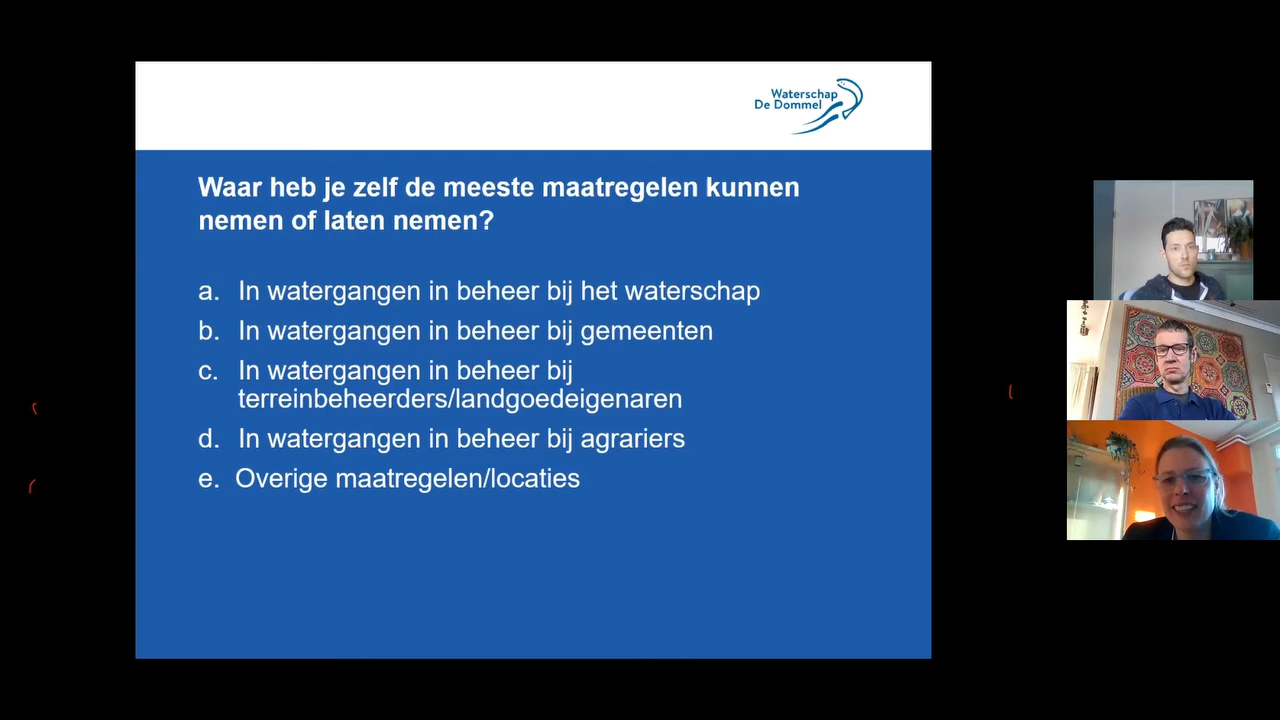 Waterschap
De Dommel
Waar heb je zelf de meeste maatregelen kunnen
nemen of laten nemen?
a. In watergangen in beheer bij het waterschap
b. In watergangen in beheer bij gemeenten
c. In watergangen in beheer bij
terreinbeheerders/landgoedeigenaren
d. In watergangen in beheer bij agrariers
e. Overige maatregelen/locaties